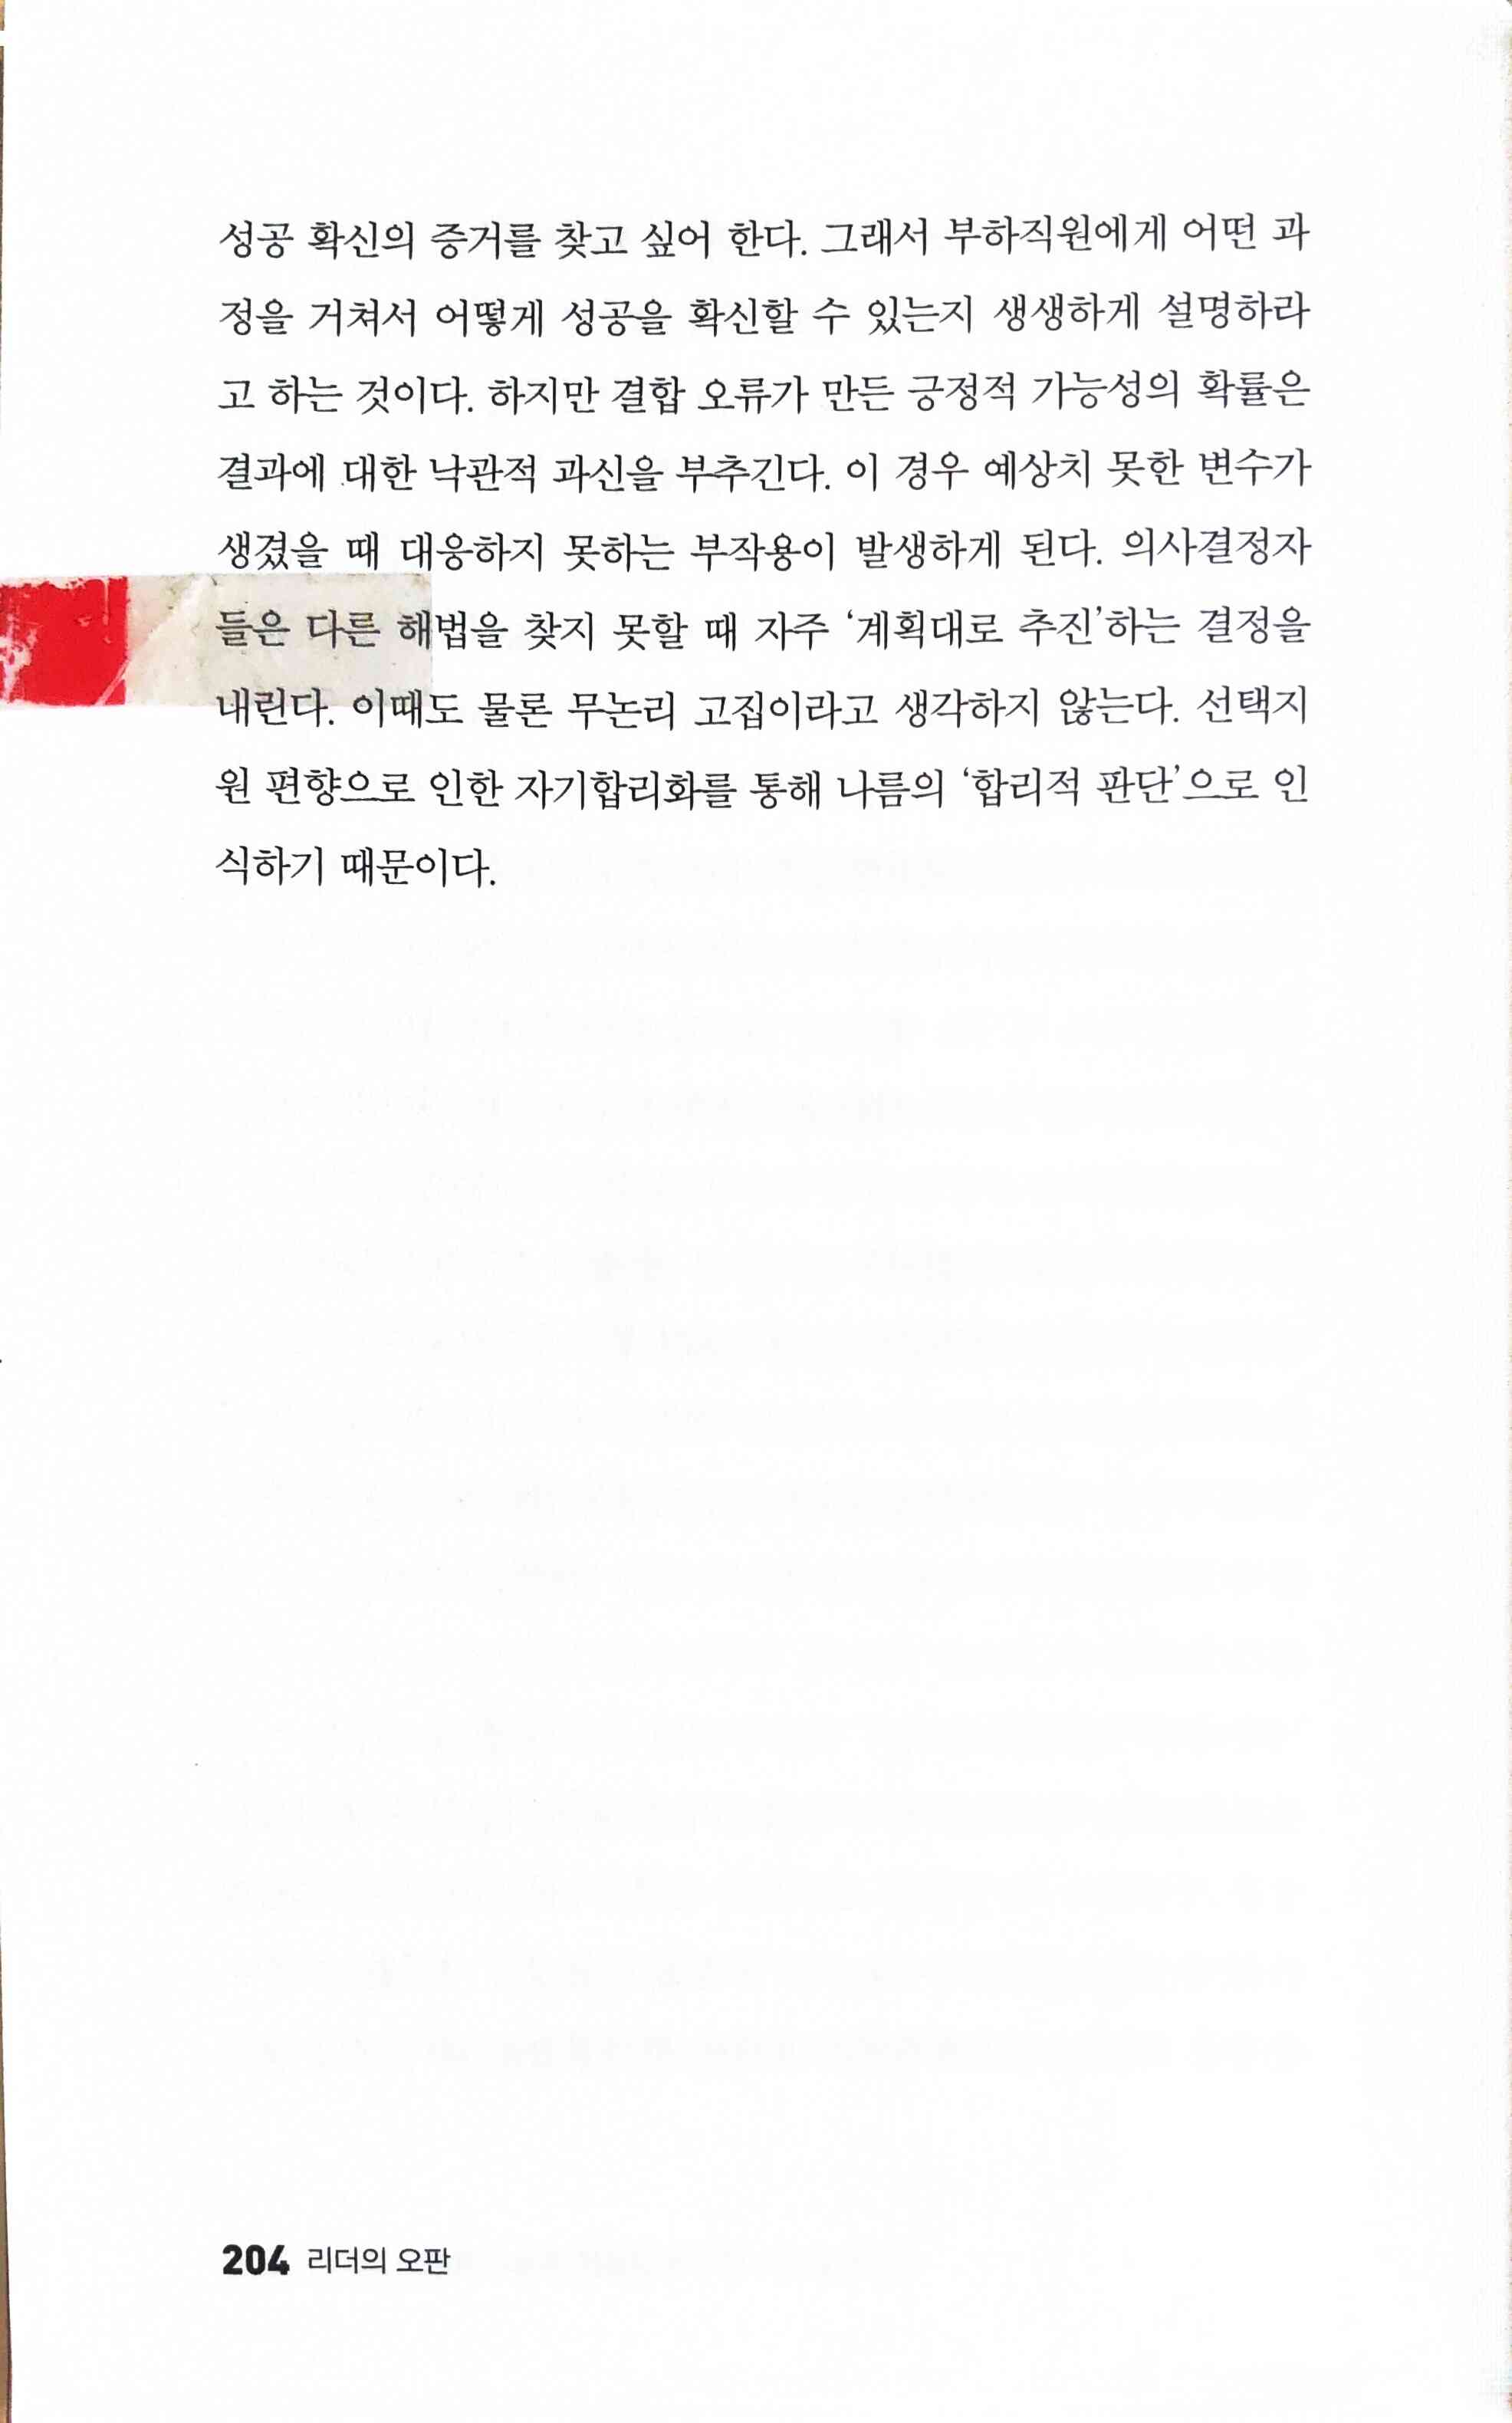 성공 확신의 증거를 찾고 싶어 한다. 그래서 부하직원에게 어떤 과
정을 거쳐서 어떻게 성공을 확신할 수 있는지 생생하게 설명하라
고 하는 것이다. 하지만 결합 오류가 만든 긍정적 가능성의 확률은
결과에 대한 낙관적 과신을 부추긴다. 이 경우 예상치 못한 변수가
생겼을 때 대응하지 못하는 부작용이 발생하게 된다. 의사결정자
들은 다른 해법을 찾지 못할 때 자주 ‘계획대로 추진’하는 결정을
내린다. 이때도 물론 무논리 고집이라고 생각하지 않는다. 선택지
원 편향으로 인한 자기합리화를 통해 나름의 ‘합리적 판단’으로 인
식하기 때문이다.
204 리더의 오판